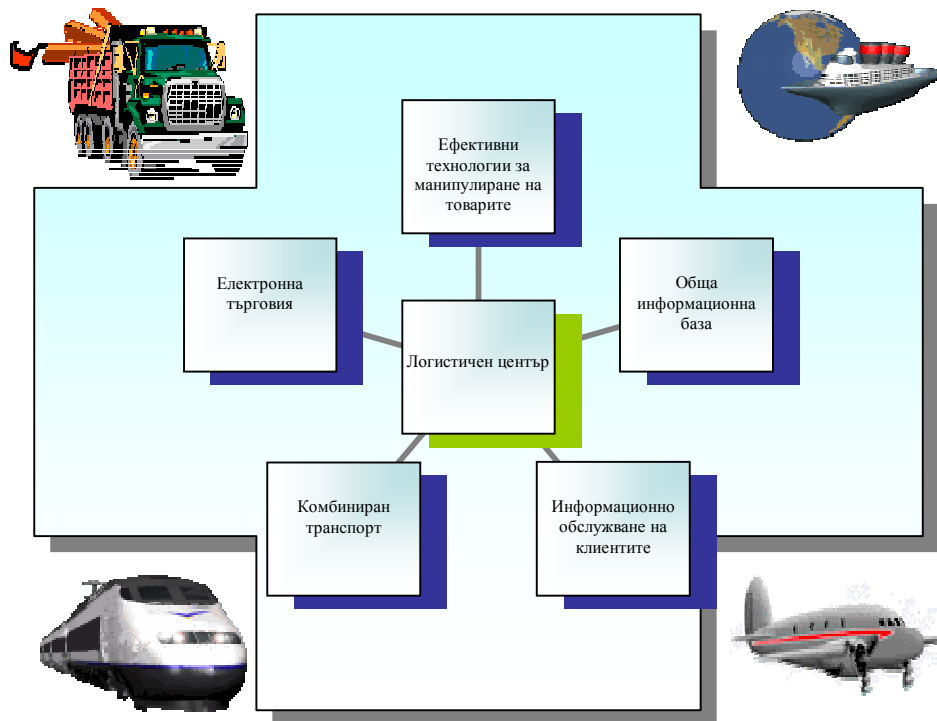 Ефективни
технологии за
манипулиране на
товарите
Електронна
търговия
Обща
информационна
база
Логистичен център
Комбиниран
транспорт
Информационно
обслужване на
клиентите